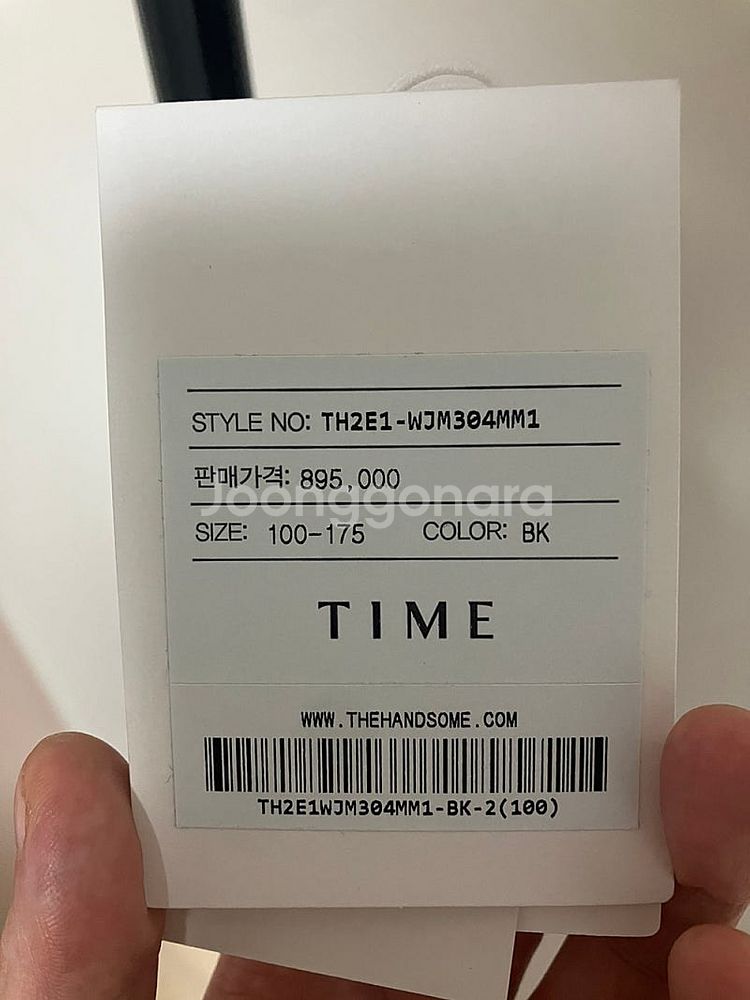 STYLE NO: TH2E1-WJM304MM1
판매가격: 895,000
Joonggonara
SIZE: 100-175 COLOR: BK
TIME
WWW.THEHANDSOME.COM
TH2E1WJM304MM1-BK-2(100)